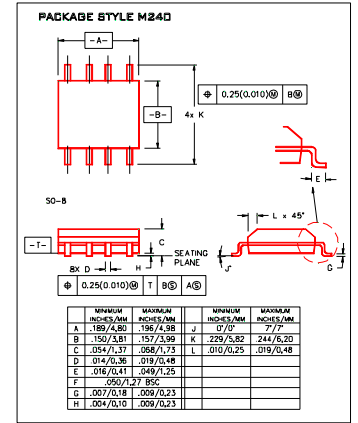 PACKAGE STYLE M240
-A-
⌖ 0.25(0.010)Ⓜ BⓂ
-B-
4x K
E
SO-8
L x 45°
C
-T-
SEATING
PLANE
8X D
H
J
G
⌖ 0.25(0.010)Ⓜ T BⓈ AⓈ
MINIMUM MAXIMUM MINIMUM MAXIMUM
INCHES/MM INCHES/MM INCHES/MM INCHES/MM
A .189/4,80 .196/4,98 J 0°/0° 7°/7°
B .150/3,81 .157/3,99 K .229/5,82 .244/6,20
C .054/1,37 .068/1,73 L .010/0,25 .019/0,48
D .014/0,36 .019/0,48
E .016/0,41 .049/1,25
F .050/1,27 BSC
G .007/0,18 .009/0,23
H .004/0,10 .009/0,23